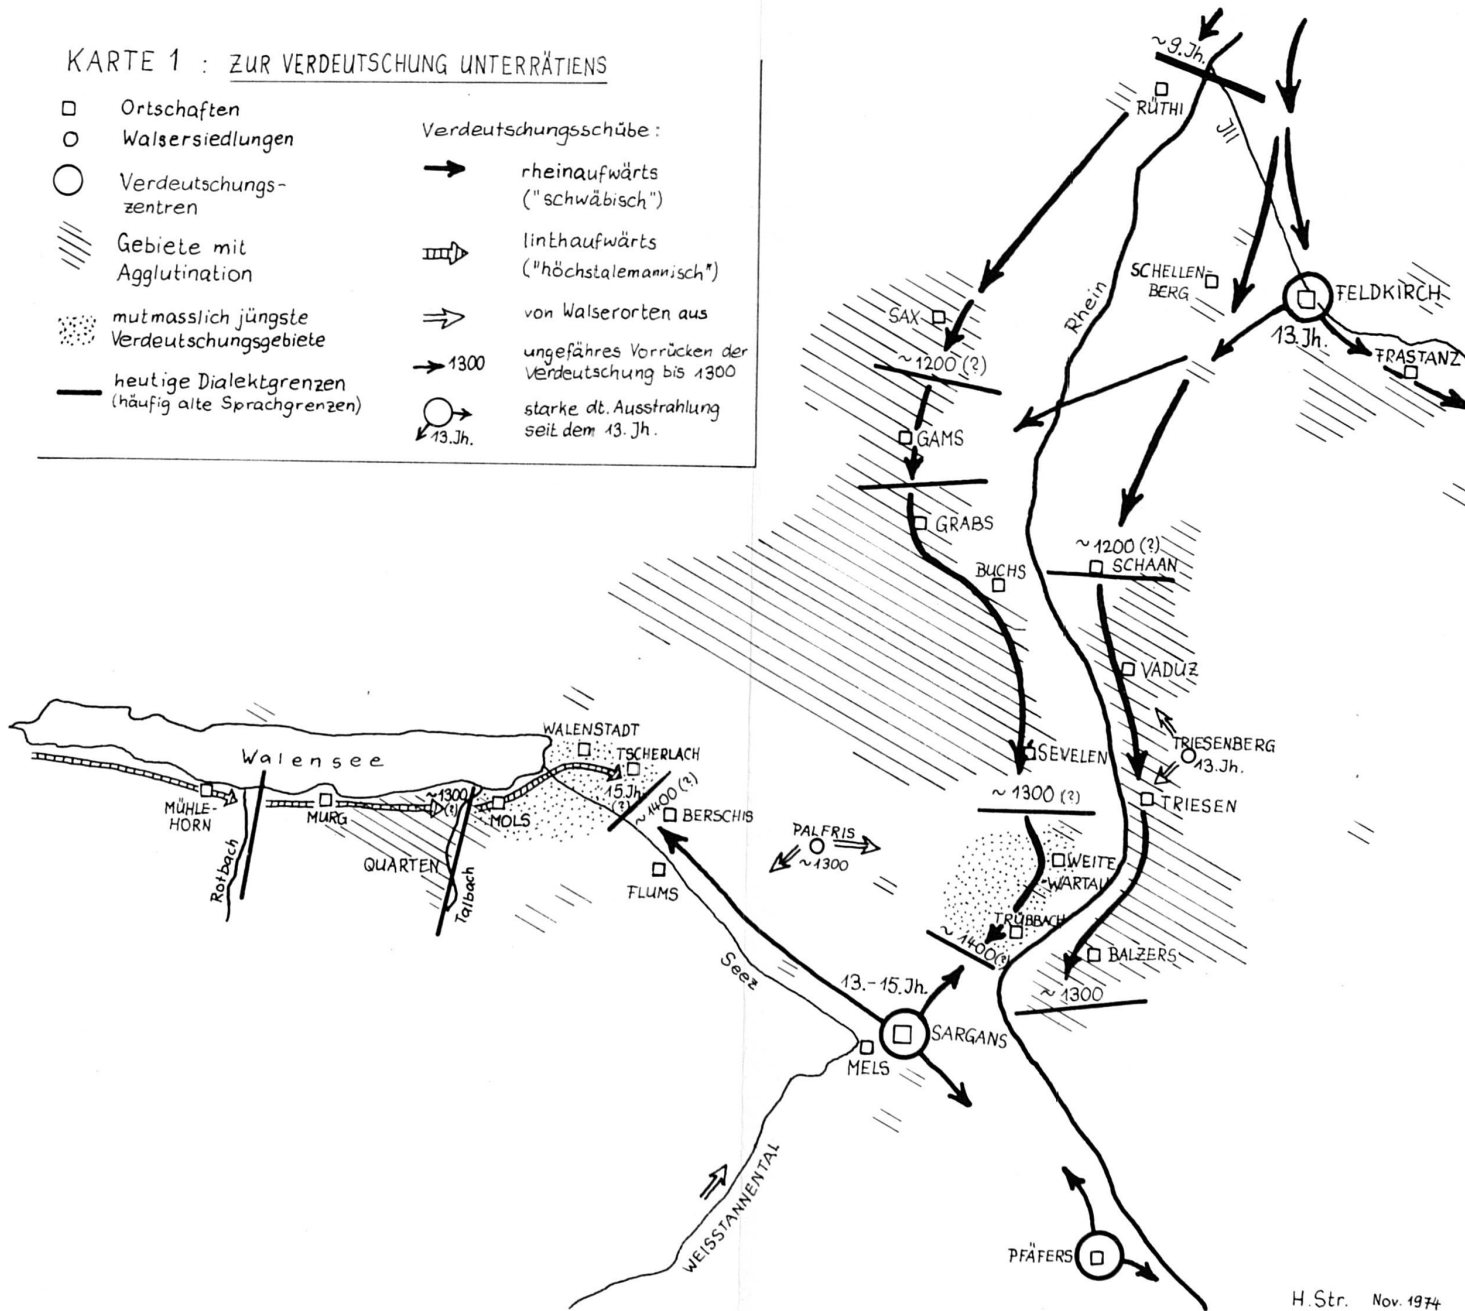 KARTE 1 : ZUR VERDEUTSCHUNG UNTERRÄTIENS
Ortschaften
Walsersiedlungen
Verdeutschungs-
zentren
Gebiete mit
Agglutination
mutmasslich jüngste
Verdeutschungsgebiete
heutige Dialektgrenzen
(häufig alte Sprachgrenzen)
Verdeutschungsschübe:
rheinaufwärts
("schwäbisch")
linthaufwärts
("höchstalemannisch")
von Walserorten aus
1300
ungefähres Vorrücken der
Verdeutschung bis 1300
13. Jh.
starke dt. Ausstrahlung
seit dem 13. Jh.
~9. Jh.
RÜTHI
Ill
Rhein
SCHELLEN-
BERG
FELDKIRCH
13. Jh.
FRASTANZ
SAX
~1200 (?)
GAMS
GRABS
BUCHS
~1200 (?)
SCHAAN
VADUZ
TRIESENBERG
13. Jh.
TRIESEN
SEVELEN
~1300 (?)
WEITE
-WARTAU
TRÜBBACH
~1400 (?)
BALZERS
~1300
PALFRIS
~1300
Walensee
WALENSTADT
TSCHERLACH
15. Jh.
(?)
~1400 (?)
BERSCHIS
FLUMS
MÜHLE-
HORN
MURG
~1300
(?)
MOLS
QUARTEN
Rotbach
Talbach
Seez
13.-15. Jh.
SARGANS
MELS
WEISSTANNENTAL
PFÄFERS
H. Str. Nov. 1974